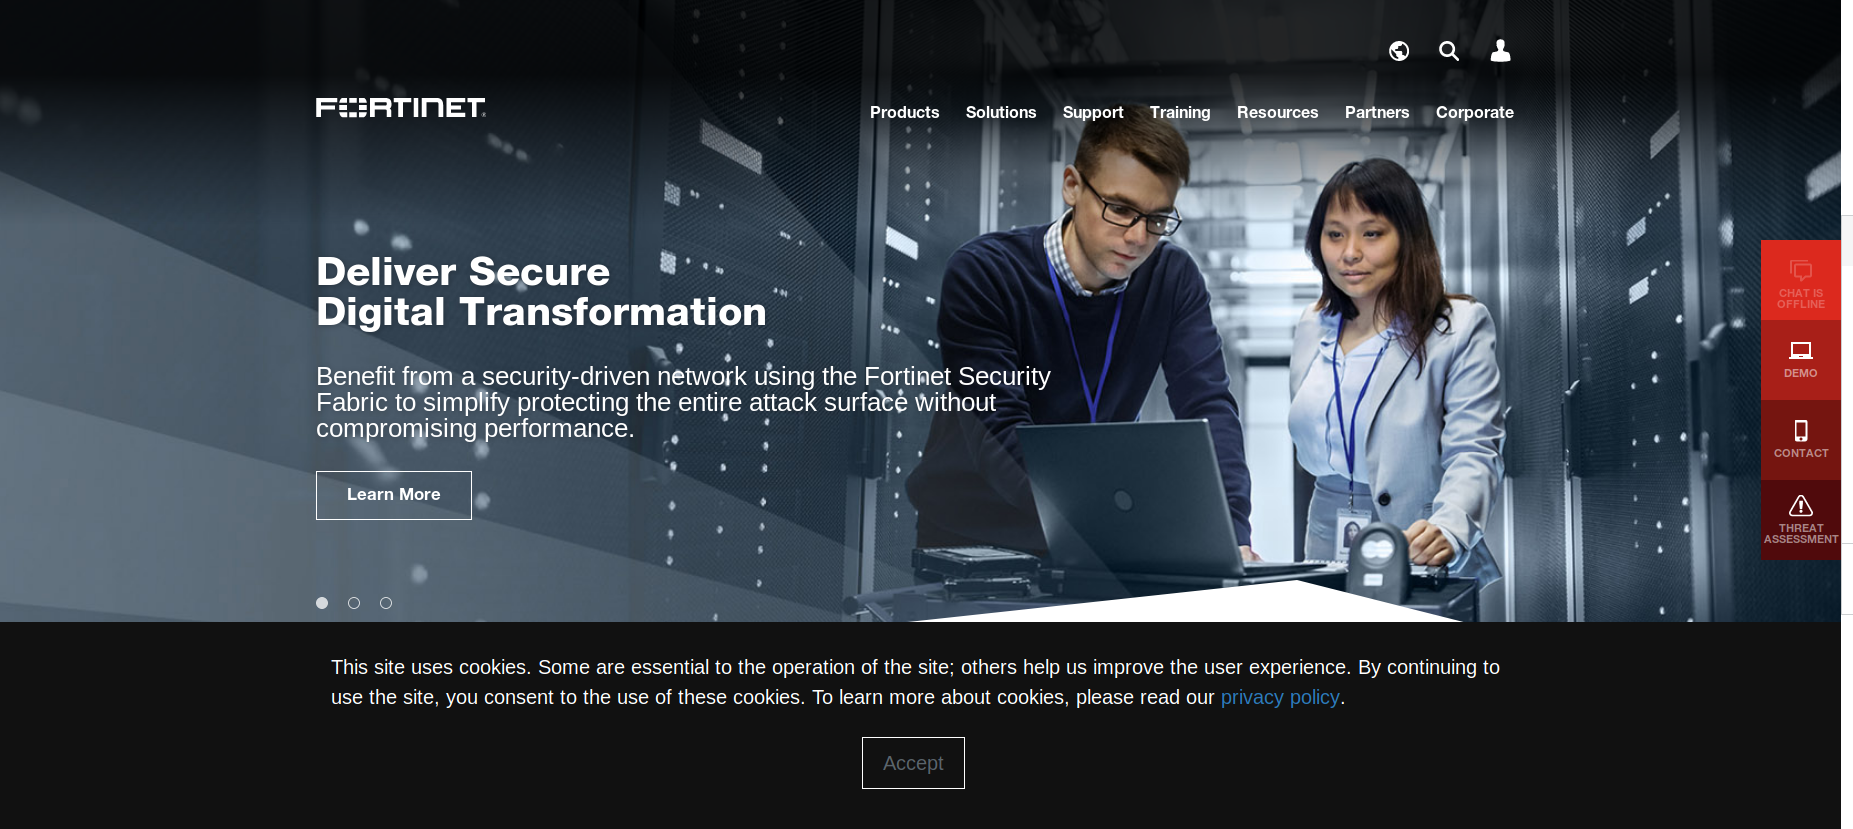 FORTINET
Products Solutions Support Training Resources Partners Corporate
Deliver Secure
Digital Transformation
Benefit from a security-driven network using the Fortinet Security
Fabric to simplify protecting the entire attack surface without
compromising performance.
Learn More
CHAT IS
OFFLINE
DEMO
CONTACT
THREAT
ASSESSMENT
This site uses cookies. Some are essential to the operation of the site; others help us improve the user experience. By continuing to
use the site, you consent to the use of these cookies. To learn more about cookies, please read our privacy policy.
Accept